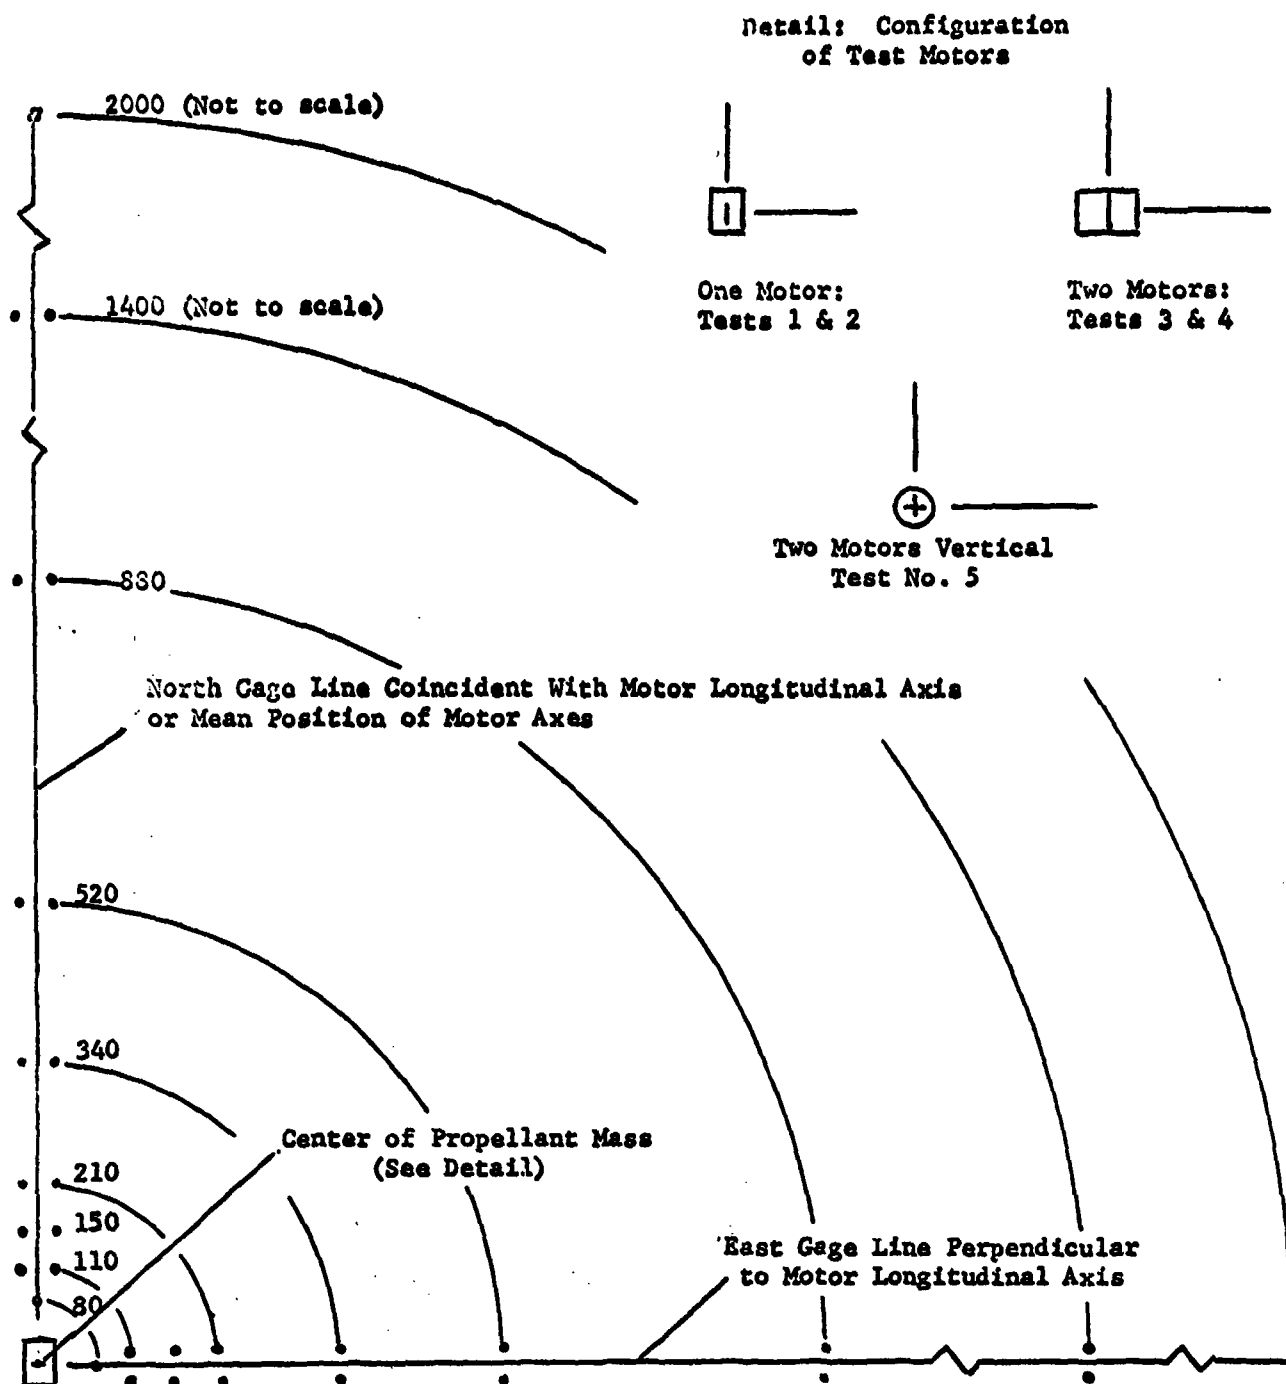 Detail: Configuration
of Test Motors
2000 (Not to scale)
1400 (Not to scale)
One Motor:
Tests 1 & 2
Two Motors:
Tests 3 & 4
Two Motors Vertical
Test No. 5
880
North Gage Line Coincident With Motor Longitudinal Axis
or Mean Position of Motor Axes
520
340
Center of Propellant Mass
(See Detail)
210
150
110
80
East Gage Line Perpendicular
to Motor Longitudinal Axis